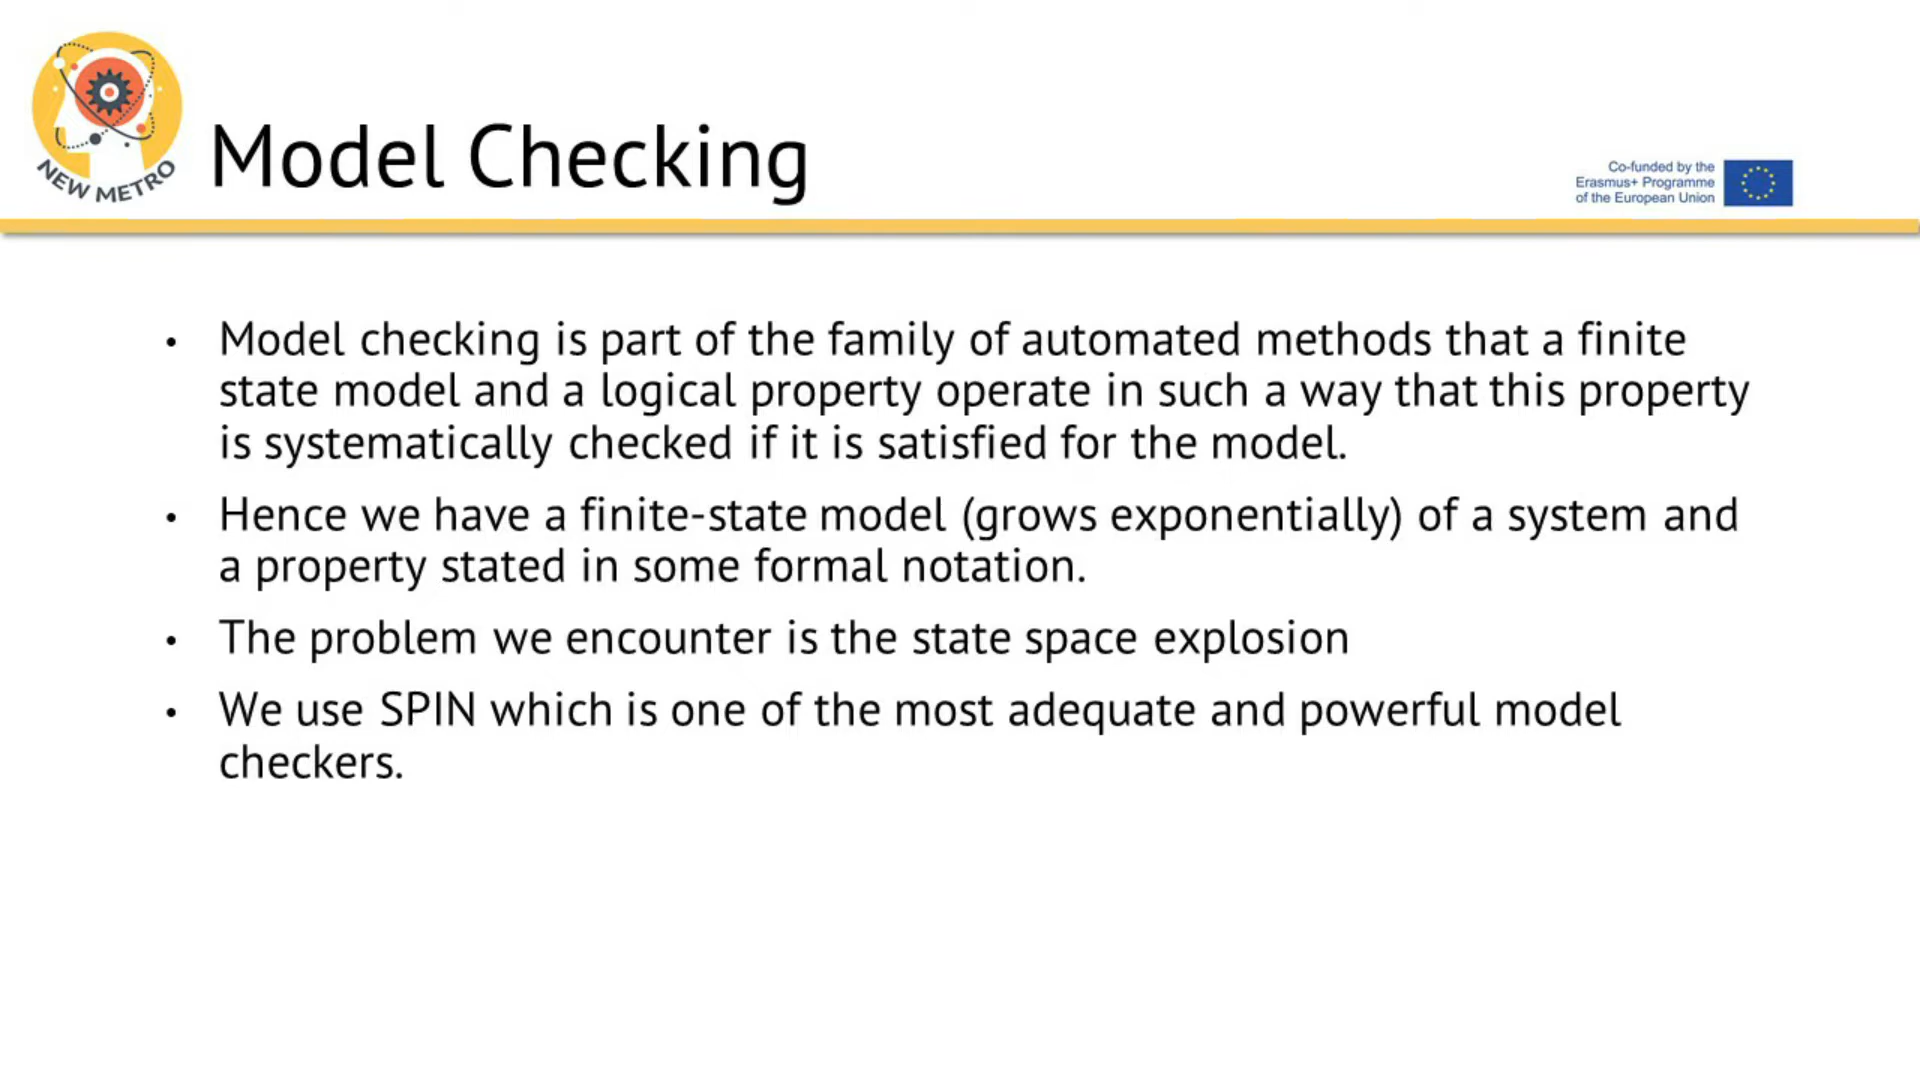 NEW METRO
Model Checking
Co-funded by the
Erasmus+ Programme
of the European Union
• Model checking is part of the family of automated methods that a finite
state model and a logical property operate in such a way that this property
is systematically checked if it is satisfied for the model.
• Hence we have a finite-state model (grows exponentially) of a system and
a property stated in some formal notation.
• The problem we encounter is the state space explosion
• We use SPIN which is one of the most adequate and powerful model
checkers.